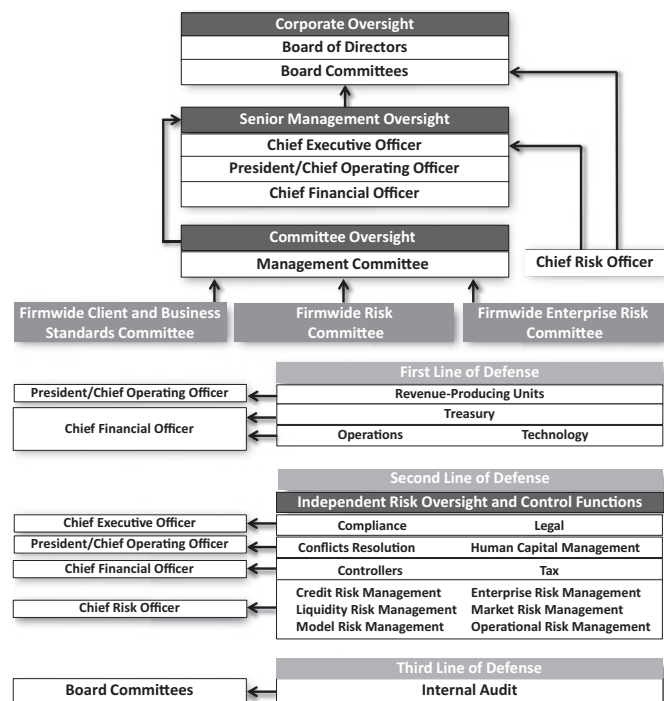 Corporate Oversight
Board of Directors
Board Committees
Senior Management Oversight
Chief Executive Officer
President/Chief Operating Officer
Chief Financial Officer
Committee Oversight
Management Committee
Chief Risk Officer
Firmwide Client and Business
Standards Committee
Firmwide Risk
Committee
Firmwide Enterprise Risk
Committee
First Line of Defense
President/Chief Operating Officer
Revenue-Producing Units
Chief Financial Officer
Treasury
Operations
Technology
Second Line of Defense
Independent Risk Oversight and Control Functions
Chief Executive Officer
Compliance
Legal
President/Chief Operating Officer
Conflicts Resolution
Human Capital Management
Chief Financial Officer
Controllers
Tax
Chief Risk Officer
Credit Risk Management
Enterprise Risk Management
Liquidity Risk Management
Market Risk Management
Model Risk Management
Operational Risk Management
Third Line of Defense
Board Committees
Internal Audit